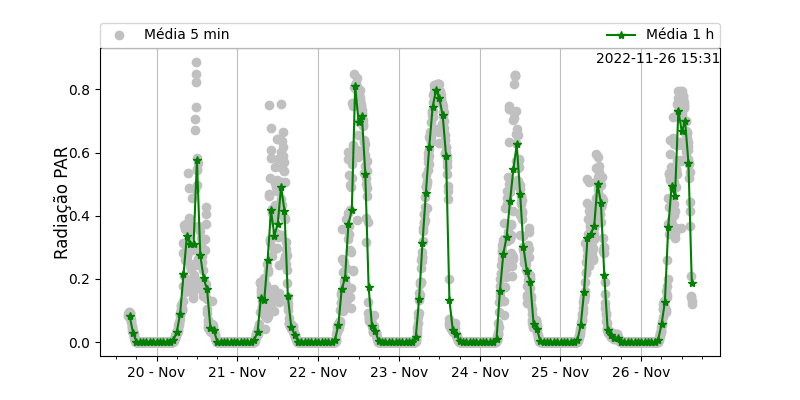 Média 5 min
Média 1 h
2022-11-26 15:31
Radiação PAR
0.8
0.6
0.4
0.2
0.0
20 - Nov
21 - Nov
22 - Nov
23 - Nov
24 - Nov
25 - Nov
26 - Nov